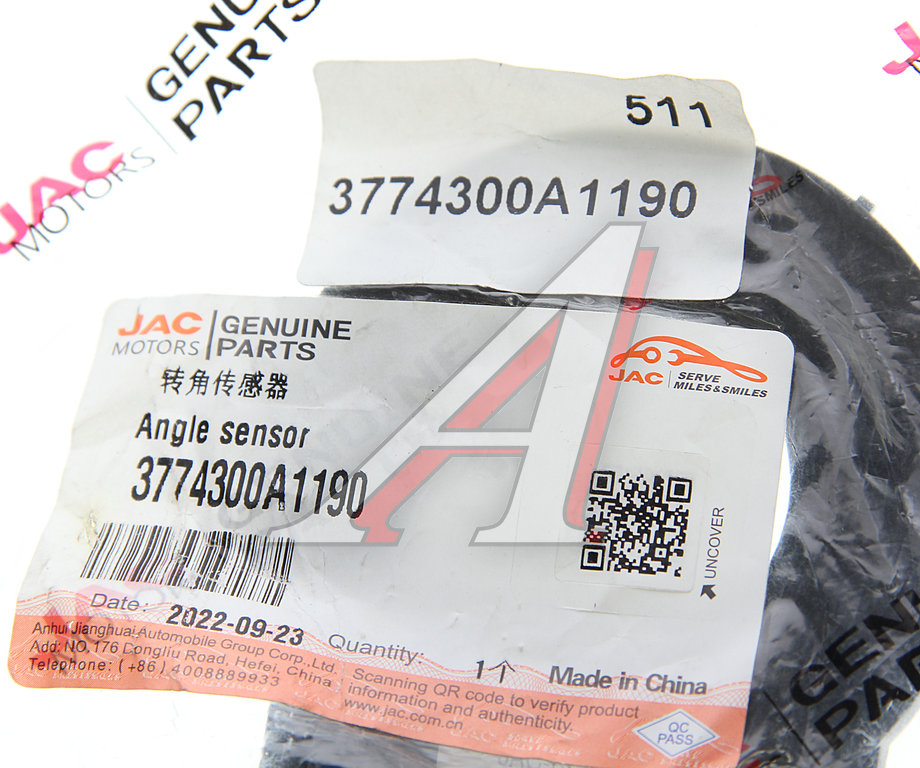 JAC
MOTORS
GENUINE
PARTS
JAC
511
3774300A1190
JAC
MOTORS
GENUINE
PARTS
转角传感器
Angle sensor
3774300A1190
JAC
SERVE
MILES&SMILES
UNCOVER
Date: 2022-09-23
Quantity: 1个
Made in China
Anhui Jianghuai Automobile Group Corp., Ltd.
Add: NO.176 Dongliu Road, Hefei, China
Telephone: (+86) 4008889933
Scanning QR code to verify product
information and authenticity.
www.jac.com.cn
QC
PASS
GENUINE
PARTS